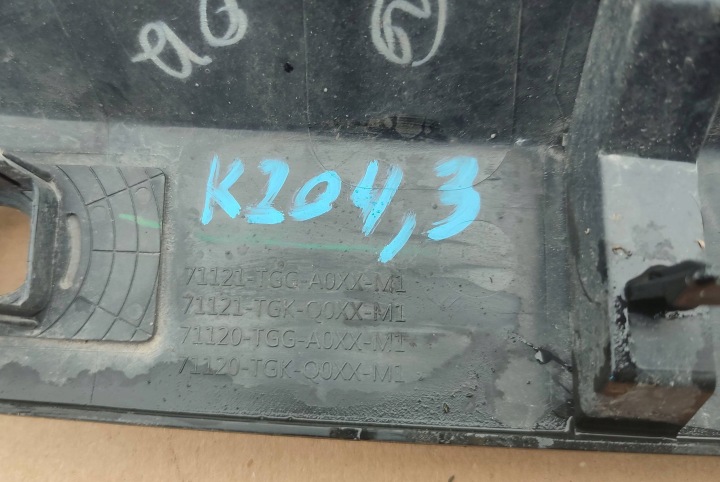 K204,3
71121-TGG-A0XX-M1
71121-TGK-Q0XX-M1
71120-TGG-A0XX-M1
71120-TGK-Q0XX-M1